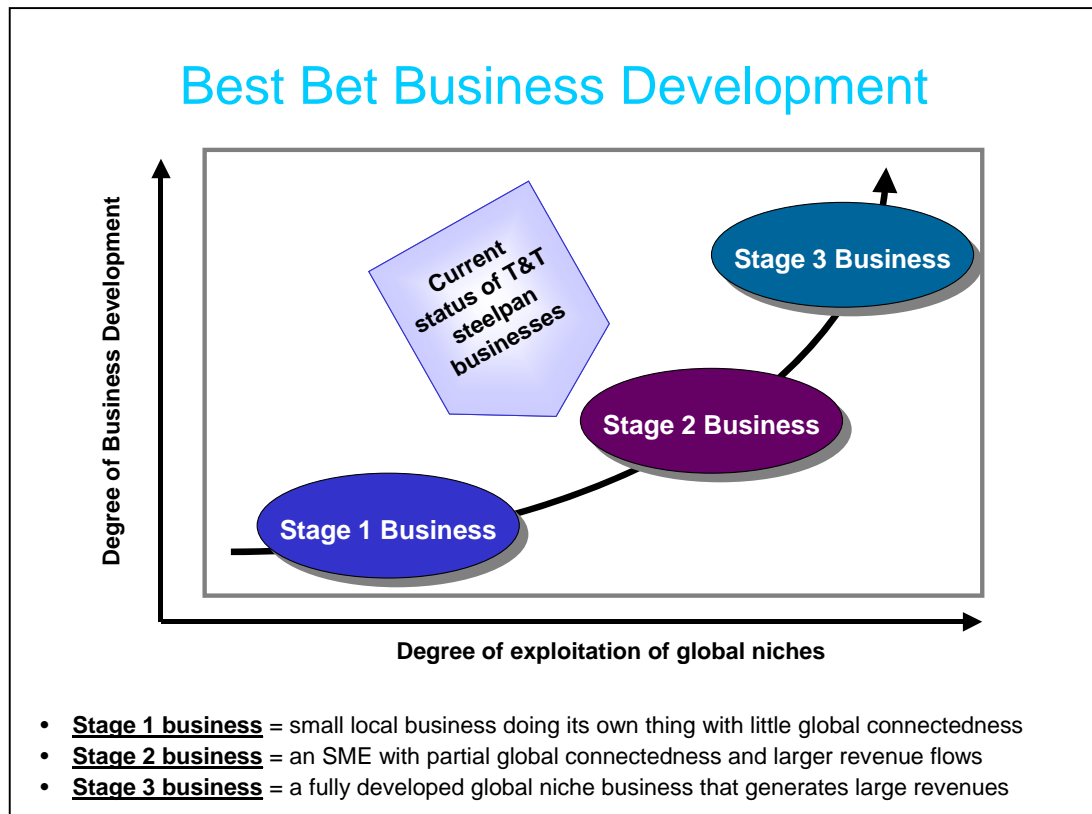 Best Bet Business Development
Degree of Business Development
Current
status of T&T
steelpan
businesses
Stage 3 Business
Stage 2 Business
Stage 1 Business
Degree of exploitation of global niches
• Stage 1 business = small local business doing its own thing with little global connectedness
• Stage 2 business = an SME with partial global connectedness and larger revenue flows
• Stage 3 business = a fully developed global niche business that generates large revenues